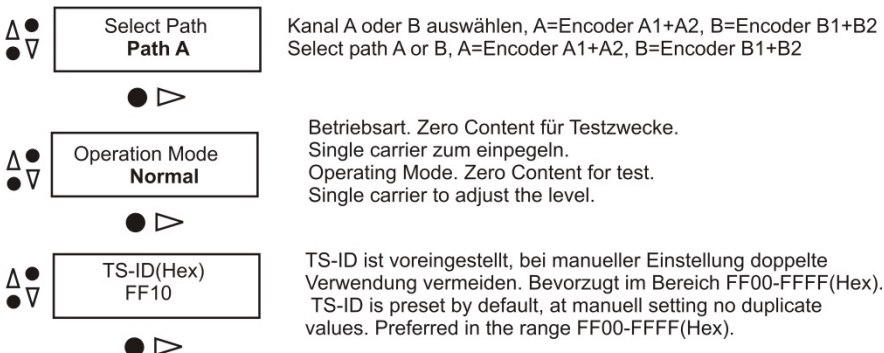 Select Path
Path A
Kanal A oder B auswählen, A=Encoder A1+A2, B=Encoder B1+B2
Select path A or B, A=Encoder A1+A2, B=Encoder B1+B2
Operation Mode
Normal
Betriebsart. Zero Content für Testzwecke.
Single carrier zum einpegeln.
Operating Mode. Zero Content for test.
Single carrier to adjust the level.
TS-ID(Hex)
FF10
TS-ID ist voreingestellt, bei manueller Einstellung doppelte
Verwendung vermeiden. Bevorzugt im Bereich FF00-FFFF(Hex).
TS-ID is preset by default, at manuell setting no duplicate
values. Preferred in the range FF00-FFFF(Hex).